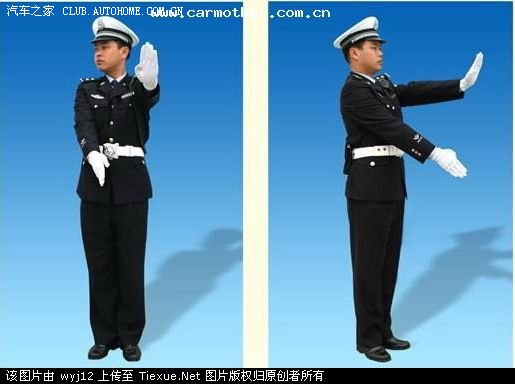 汽车之家 CLUB.AUTOHOME.COM.CN
www.carmother.com.cn
该图片由 wyj12 上传至 Tiexue.Net 图片版权归原创者所有